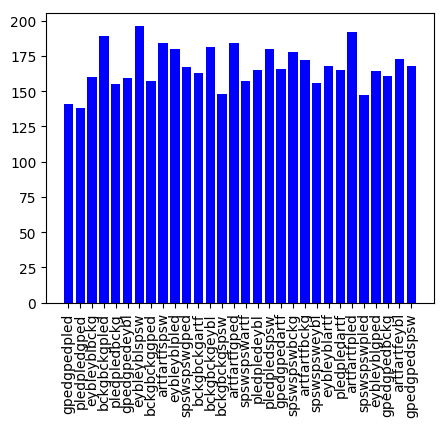 200
175
150
125
100
75
50
25
0
gpedgpedpled
pledpledgped
eybleyblbckg
bckgbckgpled
pledpledbckg
gpedgpedeybl
eybleyblspsw
bckgbckggped
artfartfspsw
eybleyblpled
spswspswgped
bckgbckgartf
bckgbckgeybl
bckgbckgspsw
artfartfgped
spswspswartf
pledpledeybl
pledpledspsw
gpedgpedartf
spswspswbckg
artfartfbckg
spswspsweybl
eybleyblartf
pledpledartf
artfartfpled
spswspswpled
eybleyblgped
gpedgpedbckg
artfartfeybl
gpedgpedspsw